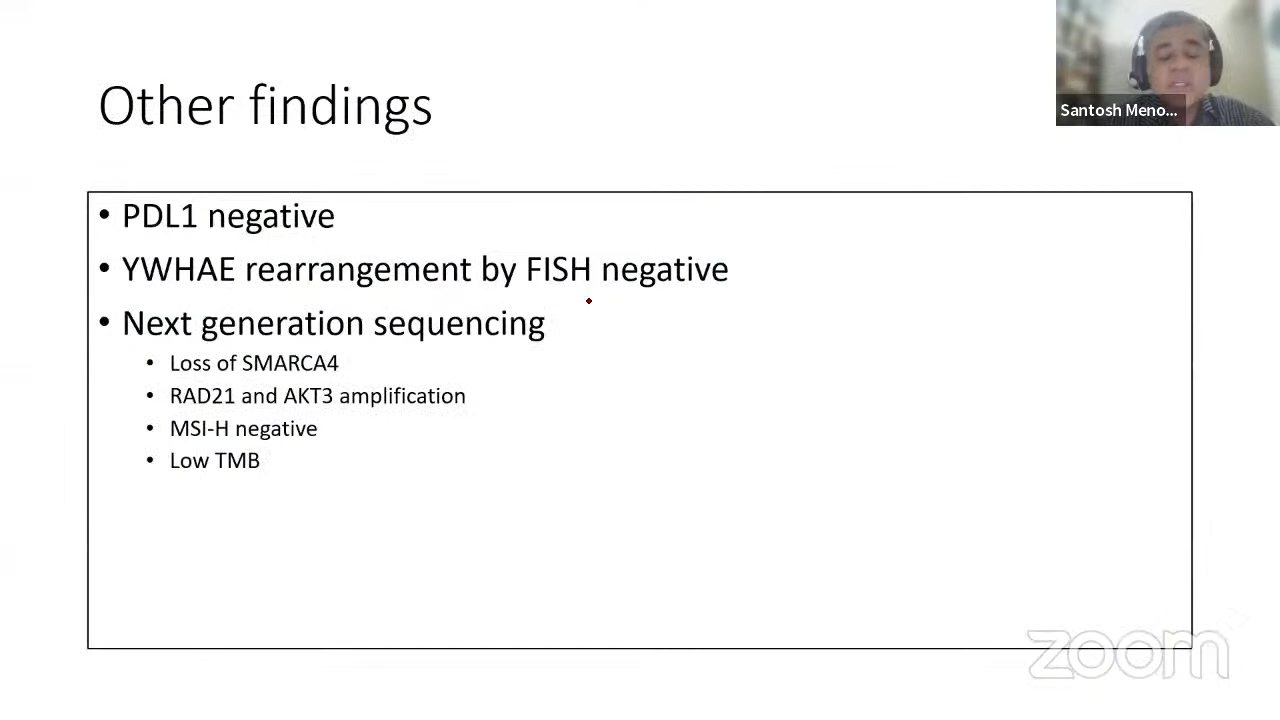 Other findings
Santosh Meno...
• PDL1 negative
• YWHAE rearrangement by FISH negative
• Next generation sequencing
• Loss of SMARCA4
• RAD21 and AKT3 amplification
• MSI-H negative
• Low TMB
zoom